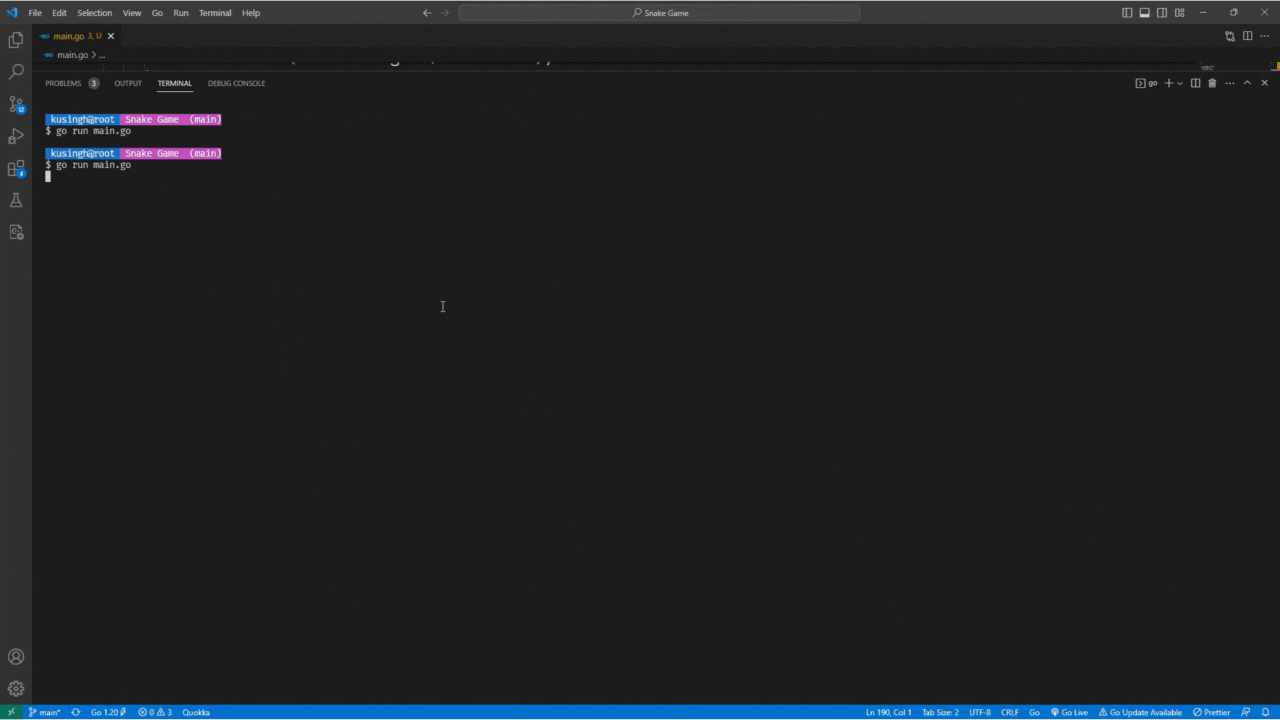 File Edit Selection View Go Run Terminal Help
Snake Game
main.go 3, U
main.go > ...
PROBLEMS 3 OUTPUT TERMINAL DEBUG CONSOLE
go
kusingh@root Snake Game (main)
$ go run main.go
kusingh@root Snake Game (main)
$ go run main.go
12
4
main* Go 1.20 0 3 Quokka
Ln 190, Col 1 Tab Size: 2 UTF-8 CRLF Go Go Live Go Update Available Prettier